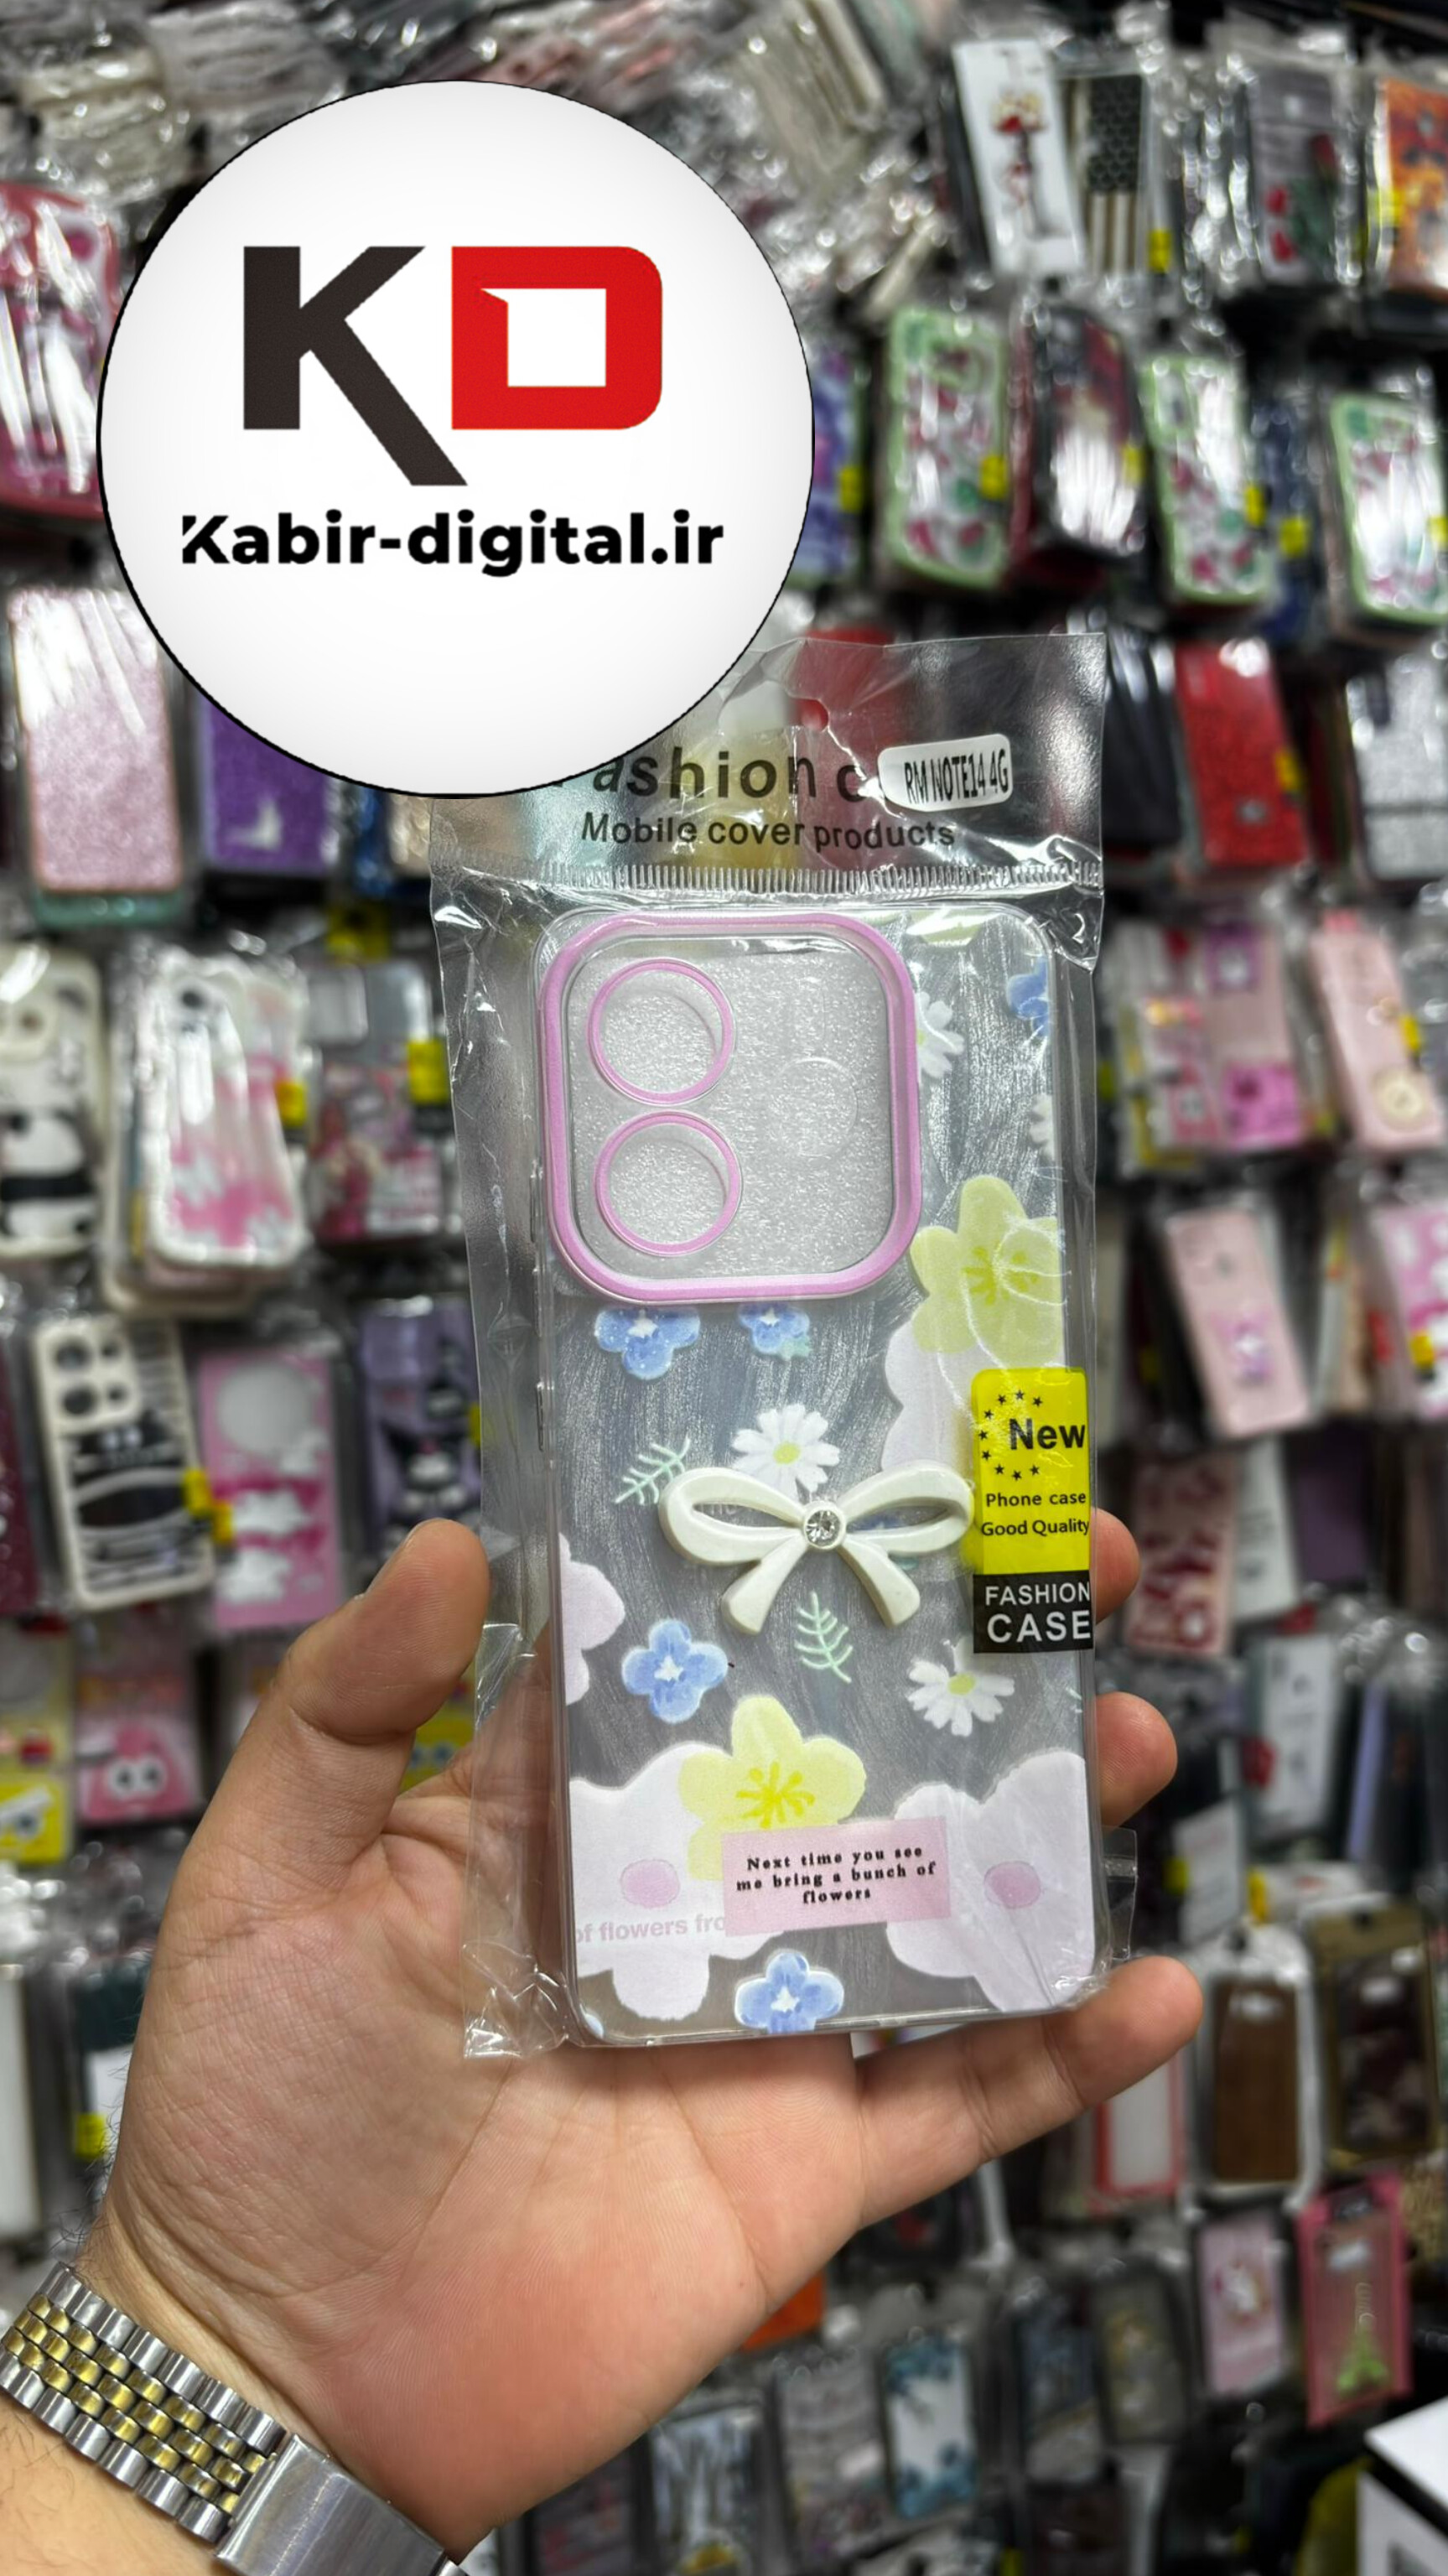 KD
Kabir-digital.ir
ashion c
RM NOTE14 4G
Mobile cover products
New
Phone case
Good Quality
FASHION
CASE
Next time you see
me bring a bunch of
flowers
of flowers fro